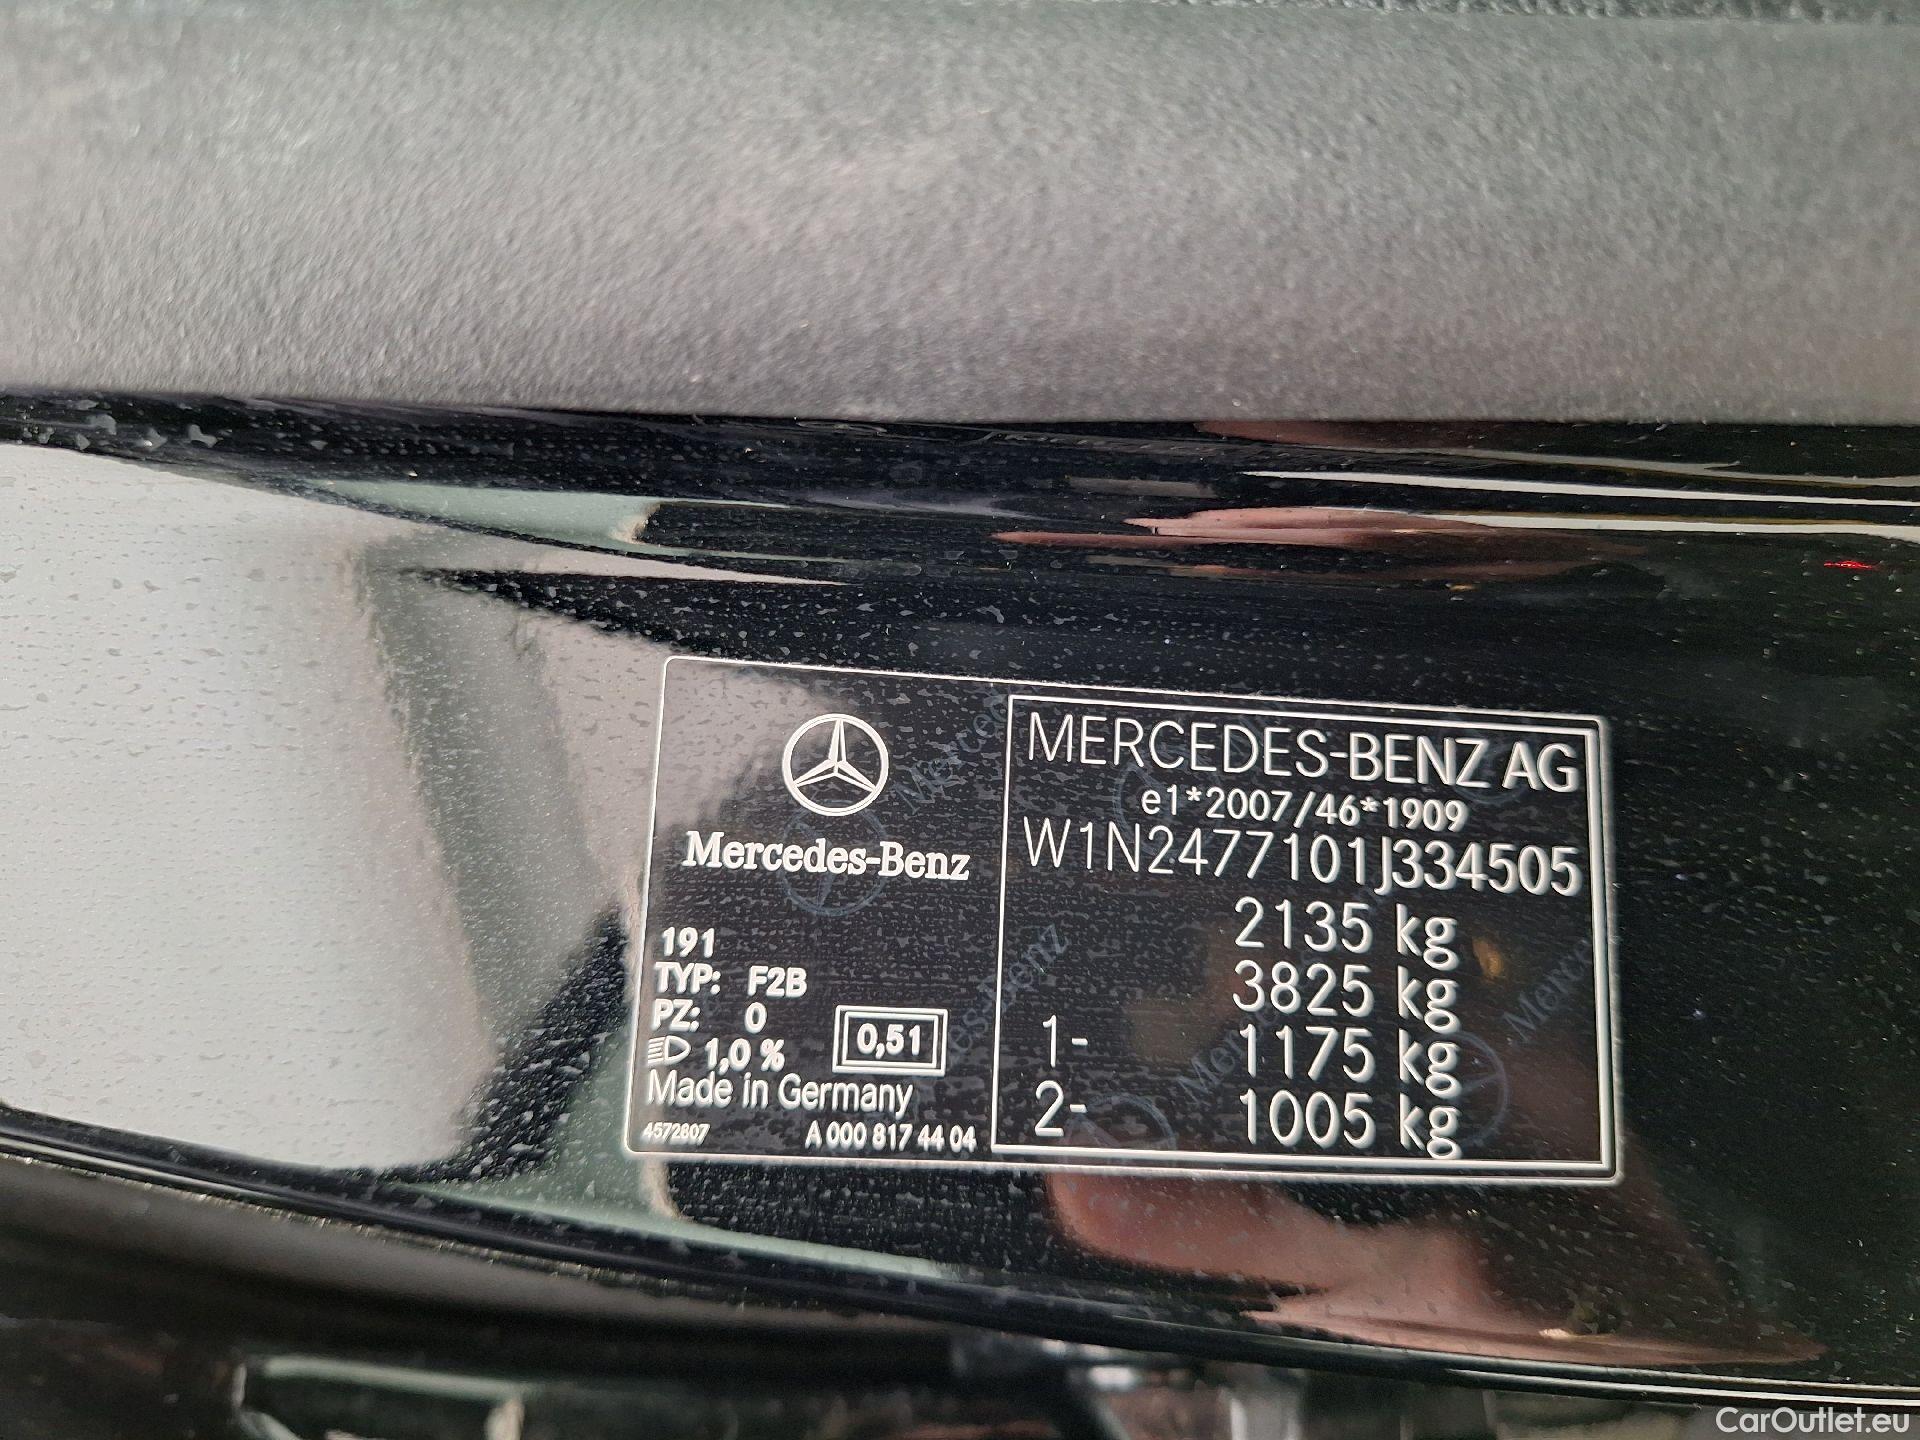 Mercedes-Benz
191
TYP: F2B
PZ: 0
1,0 %
0,51
Made in Germany
4572807
A 000 817 44 04
MERCEDES-BENZ AG
e1*2007/46*1909
W1N2477101J334505
2135 kg
3825 kg
1- 1175 kg
2- 1005 kg
CarOutlet.eu